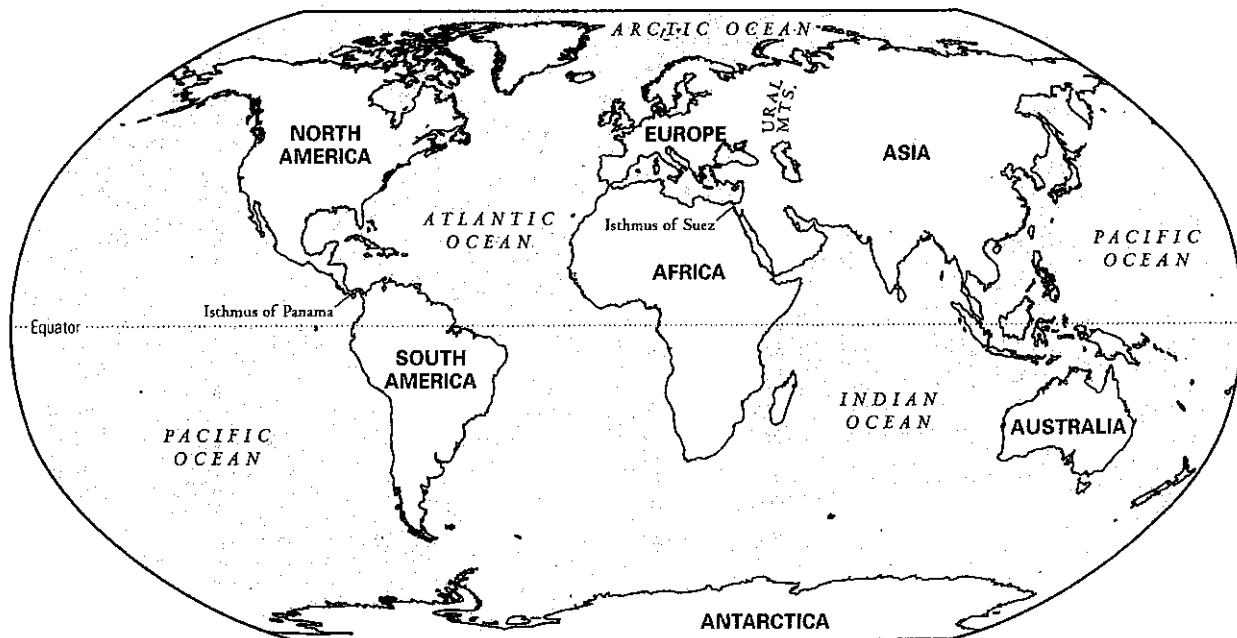 ARCTIC OCEAN
URAL
MTS.
NORTH
AMERICA
EUROPE
ASIA
ATLANTIC
OCEAN
Isthmus of Suez
PACIFIC
OCEAN
AFRICA
Isthmus of Panama
Equator
SOUTH
AMERICA
INDIAN
OCEAN
AUSTRALIA
PACIFIC
OCEAN
ANTARCTICA